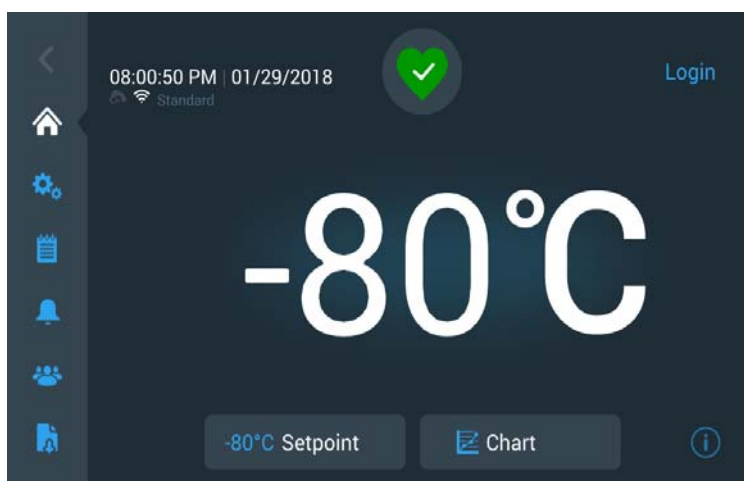 08:00:50 PM | 01/29/2018
Login
Standard
-80°C
-80°C Setpoint
Chart